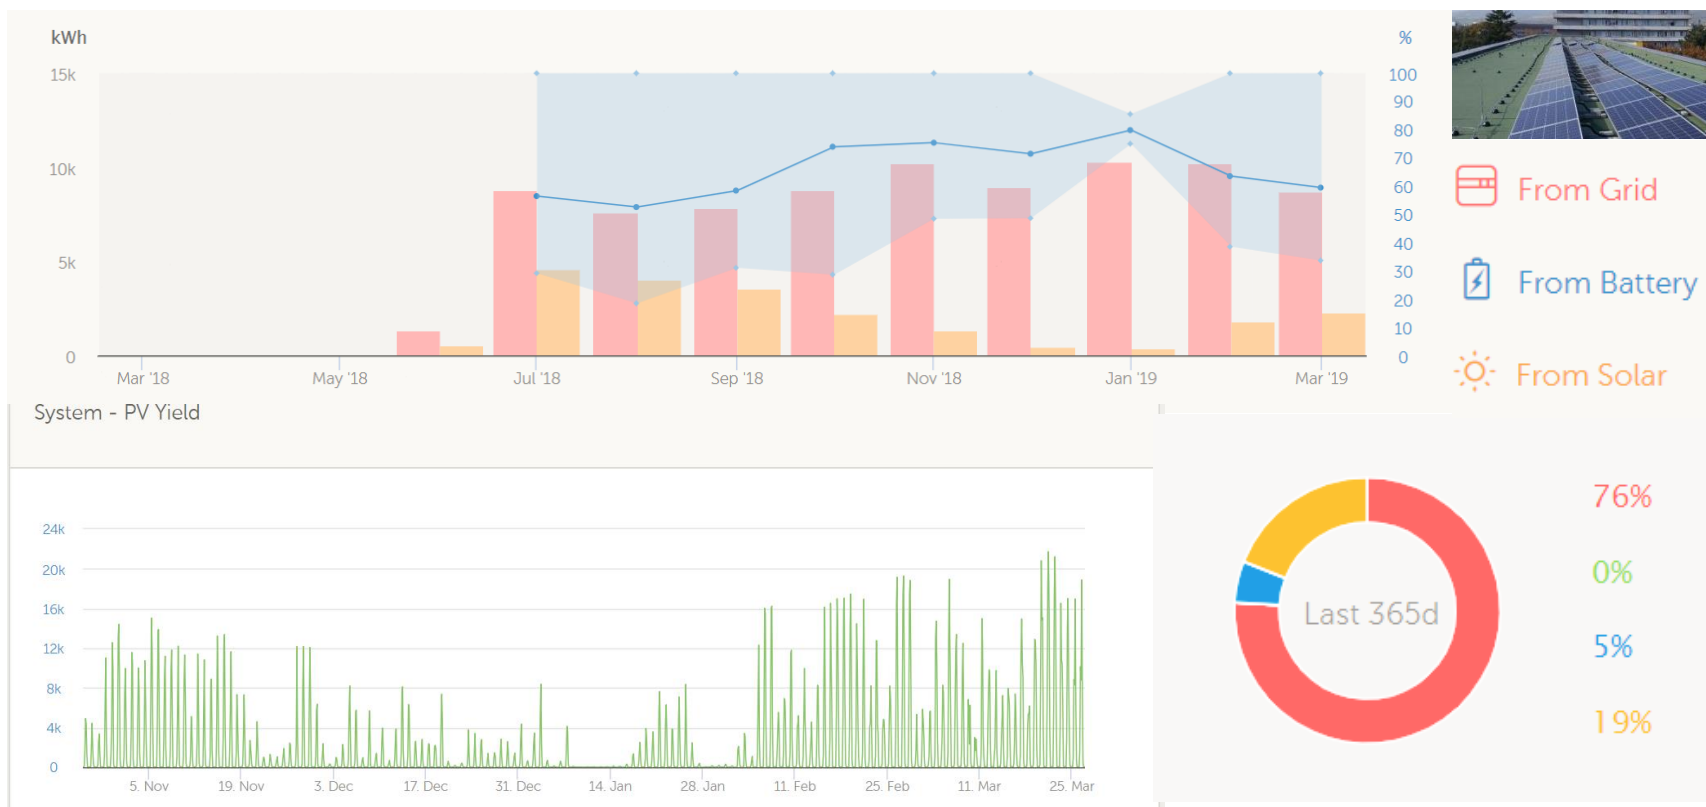 kWh
%
15k
10k
5k
0
100
90
80
70
60
50
40
30
20
10
0
Mar '18
May '18
Jul '18
Sep '18
Nov '18
Jan '19
Mar '19
From Grid
From Battery
From Solar
System - PV Yield
24k
20k
16k
12k
8k
4k
0
5. Nov
19. Nov
3. Dec
17. Dec
31. Dec
14. Jan
28. Jan
11. Feb
25. Feb
11. Mar
25. Mar
Last 365d
76%
0%
5%
19%